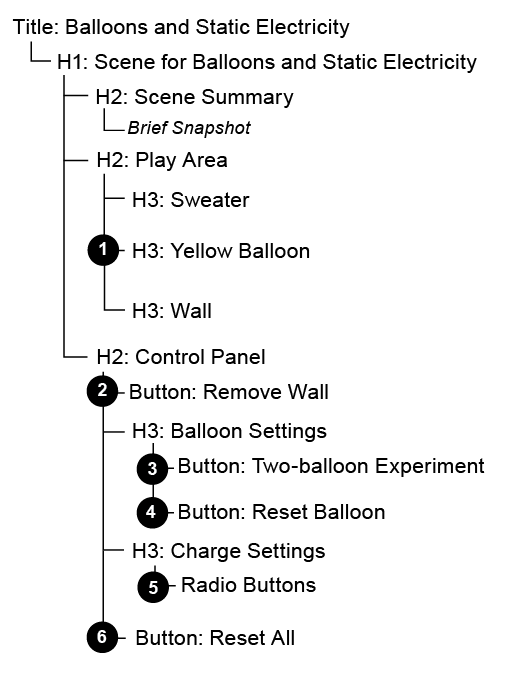 Title: Balloons and Static Electricity
H1: Scene for Balloons and Static Electricity
H2: Scene Summary
Brief Snapshot
H2: Play Area
H3: Sweater
1 H3: Yellow Balloon
H3: Wall
H2: Control Panel
2 Button: Remove Wall
H3: Balloon Settings
3 Button: Two-balloon Experiment
4 Button: Reset Balloon
H3: Charge Settings
5 Radio Buttons
6 Button: Reset All